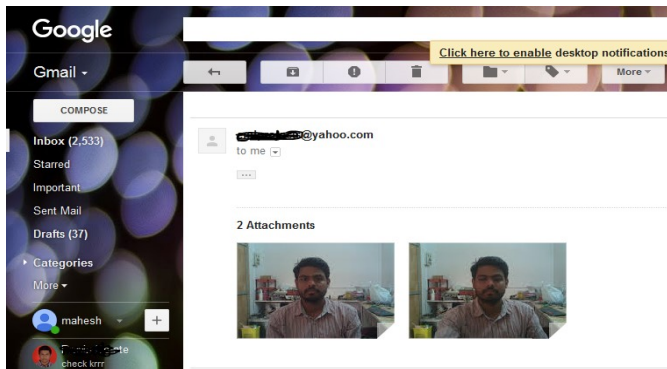 Google
Click here to enable desktop notifications
Gmail
More
COMPOSE
Inbox (2,533)
Starred
Important
Sent Mail
Drafts (37)
Categories
More
mahesh
check krrr
@yahoo.com
to me
2 Attachments